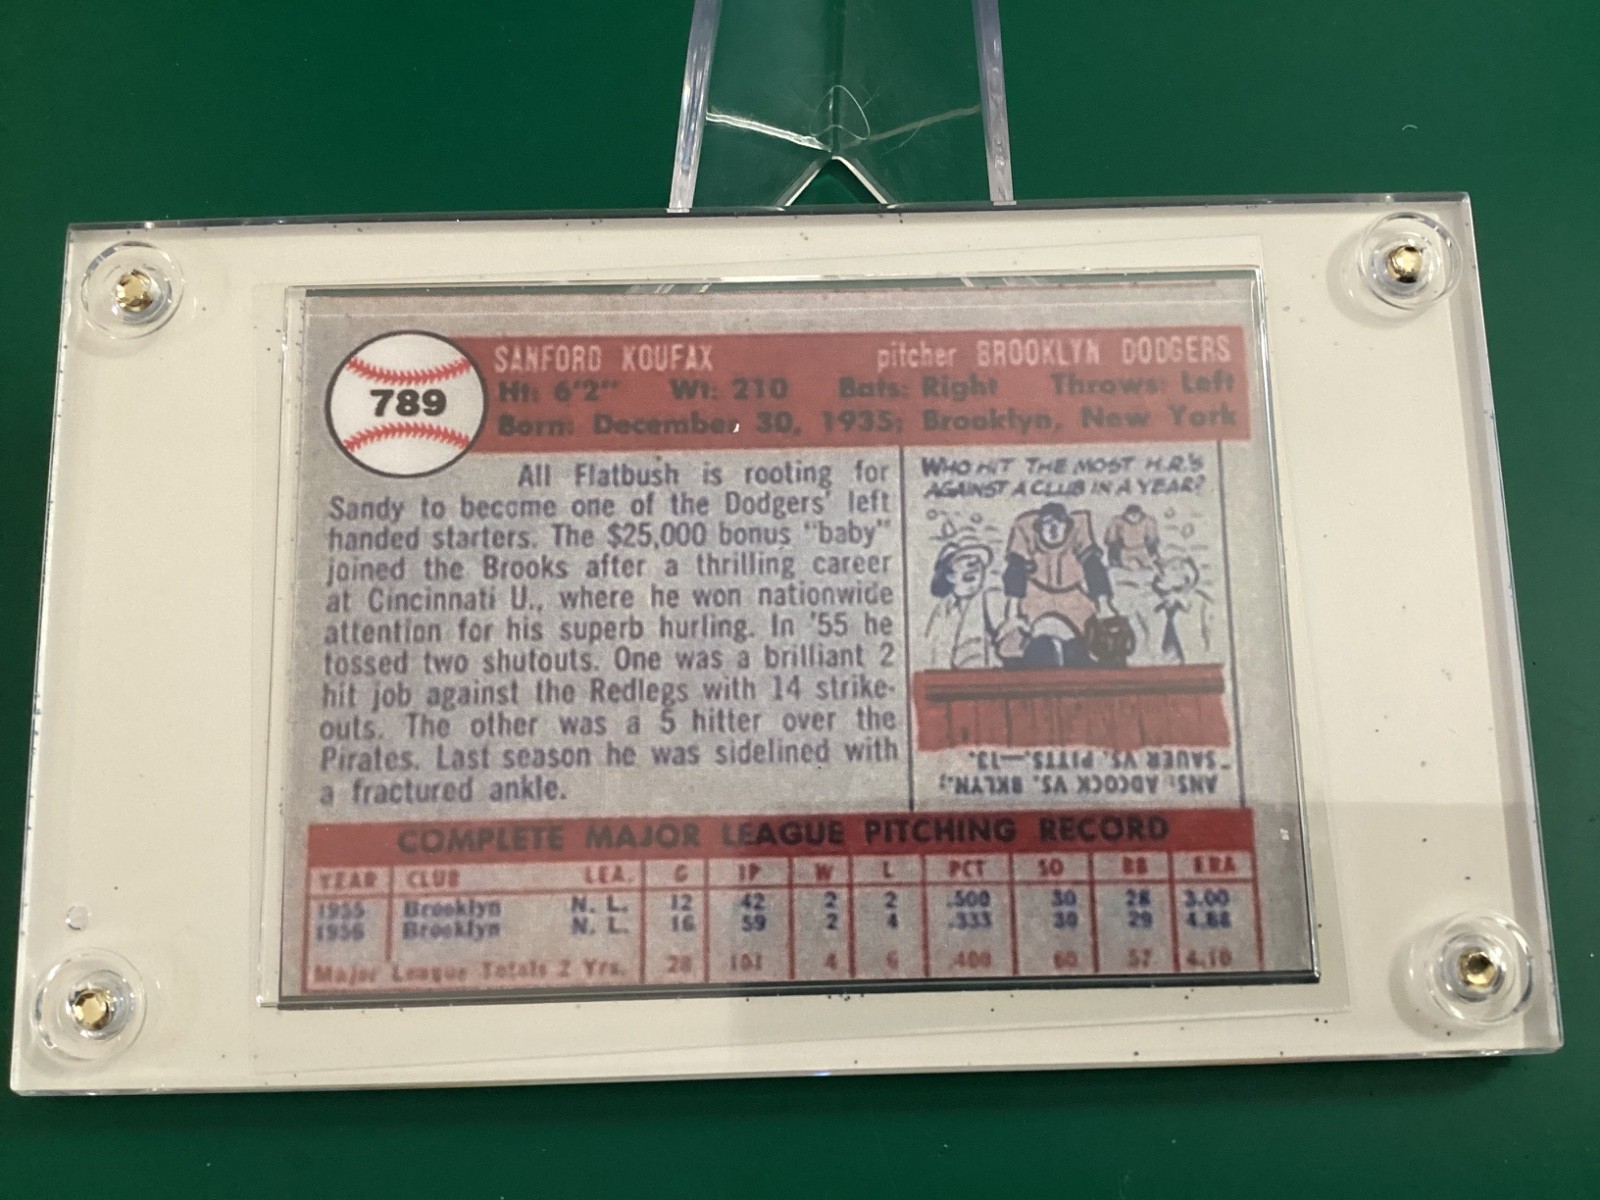 789
SANFORD KOUFAX pitcher BROOKLYN DODGERS
Ht: 6'2" Wt: 210 Bats: Right Throws: Left
Born: December 30, 1935; Brooklyn, New York
All Flatbush is rooting for
Sandy to become one of the Dodgers' left
handed starters. The $25,000 bonus "baby"
joined the Brooks after a thrilling career
at Cincinnati U., where he won nationwide
attention for his superb hurling. In '55 he
tossed two shutouts. One was a brilliant 2
hit job against the Redlegs with 14 strike-
outs. The other was a 5 hitter over the
Pirates. Last season he was sidelined with
a fractured ankle.
WHO HIT THE MOST H.R.'S
AGAINST A CLUB IN A YEAR?
ANS: ADCOCK VS. BKLYN.;
SAUER VS. PITTS.—13.
COMPLETE MAJOR LEAGUE PITCHING RECORD
YEAR CLUB LEA. G IP W L PCT SO BB ERA
1955 Brooklyn N. L. 12 42 2 2 .500 30 28 3.00
1956 Brooklyn N. L. 16 59 2 4 .333 30 29 4.88
Major League Totals 2 Yrs. 28 101 4 6 .400 60 57 4.10